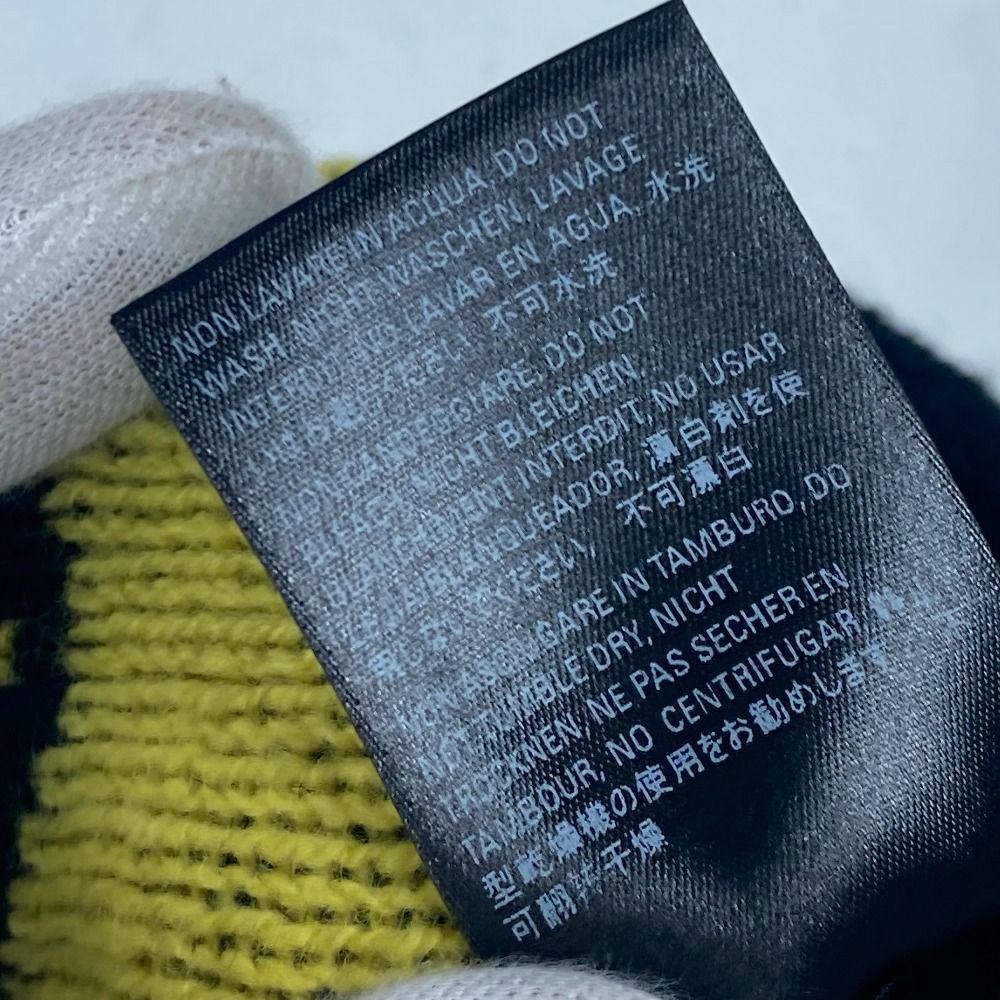 NON LAVARE IN ACQUA, DO NOT
WASH, NICHT WASCHEN, LAVAGE
INTERDIT, NO LAVAR EN AGUA, 水洗
不可水洗
NON CANDEGGIARE, DO NOT
BLEACH, NICHT BLEICHEN,
BLANCHIMENT INTERDIT, NO USAR
BLANQUEADOR, 漂白剤を使
ください, 不可漂白
NON ASCIUGARE IN TAMBURO, DO
NOT TUMBLE DRY, NICHT
TROCKNEN, NE PAS SECHER EN
TAMBOUR, NO CENTRIFUGAR
型乾燥機の使用をお勧めします
可翻滚干燥